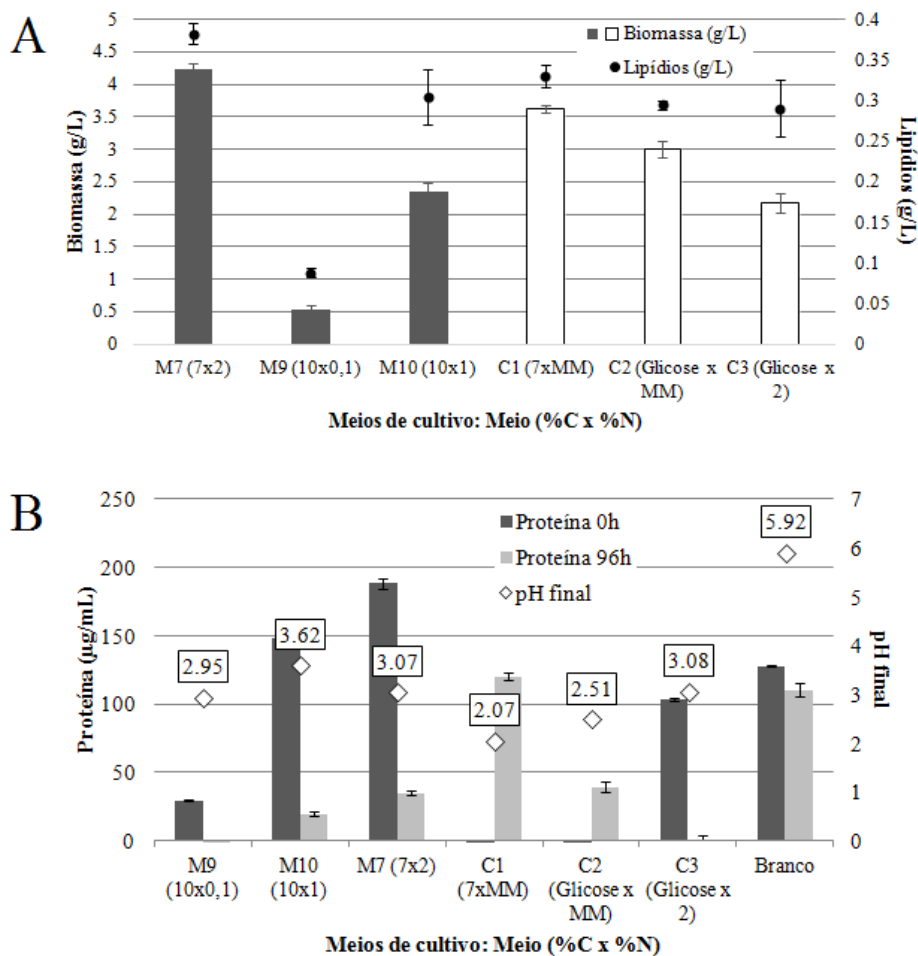 A
5
4.5
4
3.5
3
2.5
2
1.5
1
0.5
0
Biomassa (g/L)
Biomassa (g/L)
Lipídios (g/L)
0.4
0.35
0.3
0.25
0.2
0.15
0.1
0.05
0
Lipídios (g/L)
M7 (7x2) M9 (10x0,1) M10 (10x1) C1 (7xMM) C2 (Glicose x C3 (Glicose x
MM) 2)
Meios de cultivo: Meio (%C x %N)
B
250
200
150
100
50
0
Proteína (µg/mL)
Proteína 0h
Proteína 96h
pH final
2.95
3.62
3.07
2.07
2.51
3.08
5.92
7
6
5
4
3
2
1
0
pH final
M9 M10 M7 (7x2) C1 C2 C3 Branco
(10x0,1) (10x1) (7xMM) (Glicose x (Glicose x
MM) 2)
Meios de cultivo: Meio (%C x %N)